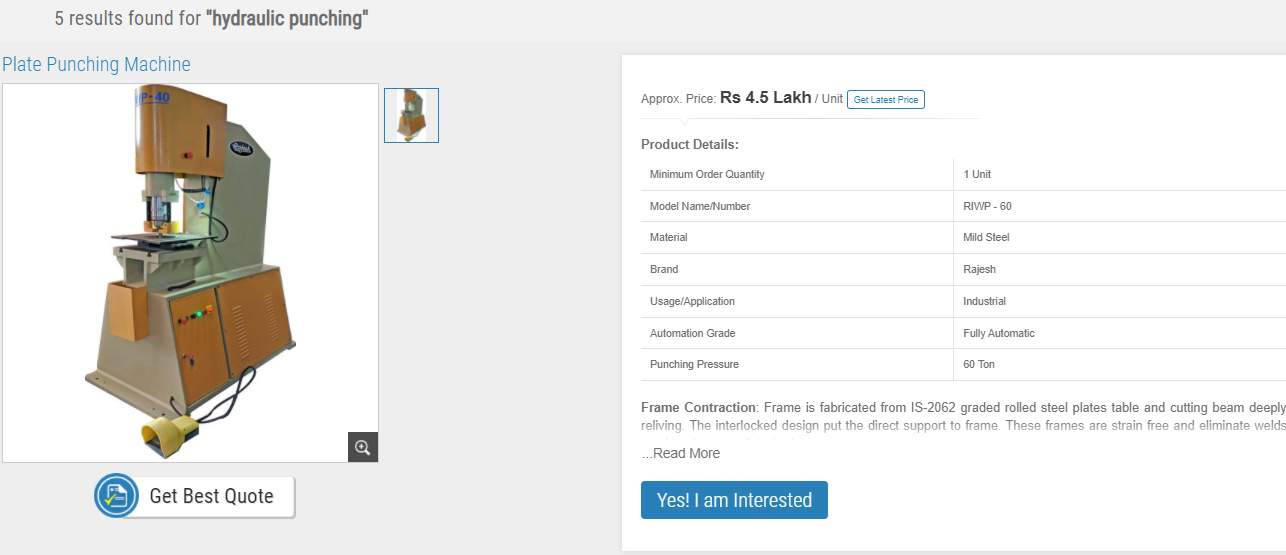 5 results found for "hydraulic punching"
Plate Punching Machine
P-40
Rajesh
Get Best Quote
Approx. Price: Rs 4.5 Lakh / Unit Get Latest Price
Product Details:
Minimum Order Quantity 1 Unit
Model Name/Number RIWP - 60
Material Mild Steel
Brand Rajesh
Usage/Application Industrial
Automation Grade Fully Automatic
Punching Pressure 60 Ton
Frame Contraction: Frame is fabricated from IS-2062 graded rolled steel plates table and cutting beam deeply
reliving. The interlocked design put the direct support to frame. These frames are strain free and eliminate welds
...Read More
Yes! I am Interested